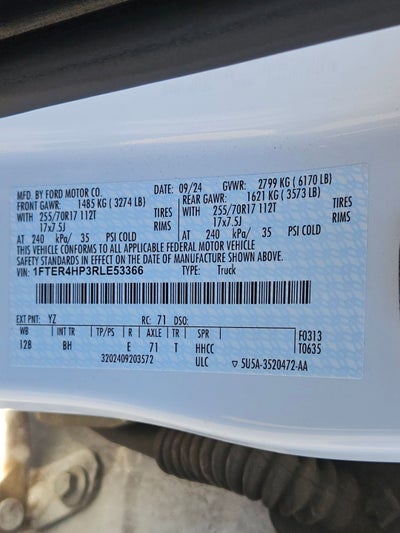 MFD. BY FORD MOTOR CO.
DATE: 09/24 GVWR: 2799 KG ( 6170 LB)
FRONT GAWR: 1485 KG ( 3274 LB) REAR GAWR: 1621 KG ( 3573 LB)
WITH 255/70R17 112T TIRES WITH 255/70R17 112T TIRES
17x7.5J RIMS 17x7.5J RIMS
AT 240 kPa/ 35 PSI COLD AT 240 kPa/ 35 PSI COLD
THIS VEHICLE CONFORMS TO ALL APPLICABLE FEDERAL MOTOR VEHICLE
SAFETY STANDARDS IN EFFECT ON THE DATE OF MANUFACTURE SHOWN ABOVE.
VIN: 1FTER4HP3RLE53366 TYPE: Truck
EXT PNT: YZ RC: 71 DSO:
WB INT TR TP/PS R AXLE TR SPR F0313
12B BH E 71 T HHCC T0635
3202409203572 ULC ▽ 5U5A-3520472-AA